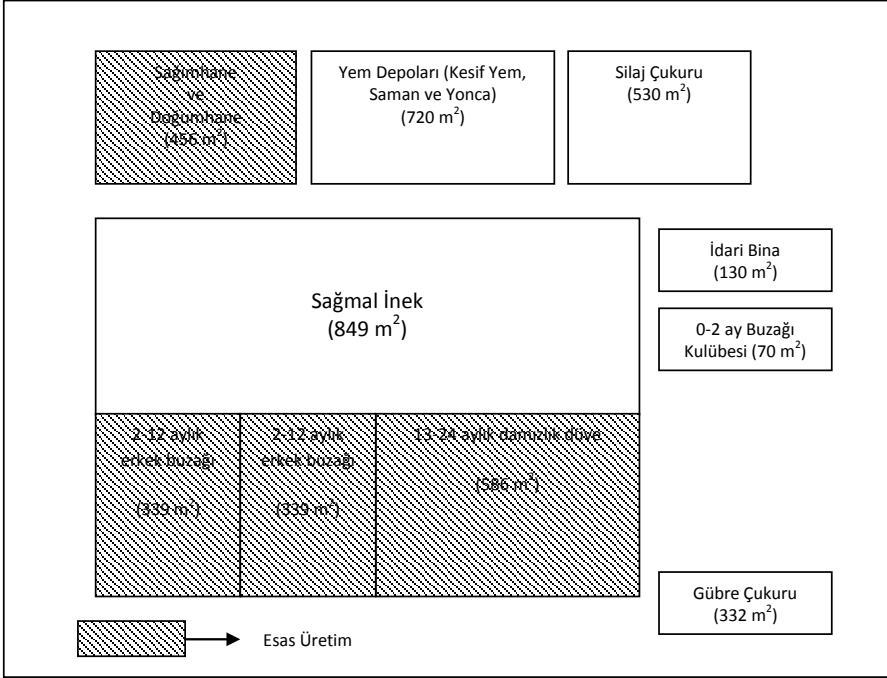 Sağımhane
ve
Doğumhane
(456 m²)
Yem Depoları (Kesif Yem,
Saman ve Yonca)
(720 m²)
Silaj Çukuru
(530 m²)
Sağmal İnek
(849 m²)
İdari Bina
(130 m²)
0-2 ay Buzağı
Kulübesi (70 m²)
2-12 aylık
erkek buzağı
(339 m²)
2-12 aylık
erkek buzağı
(339 m²)
13-24 aylık damızlık düve
(586 m²)
Gübre Çukuru
(332 m²)
Esas Üretim